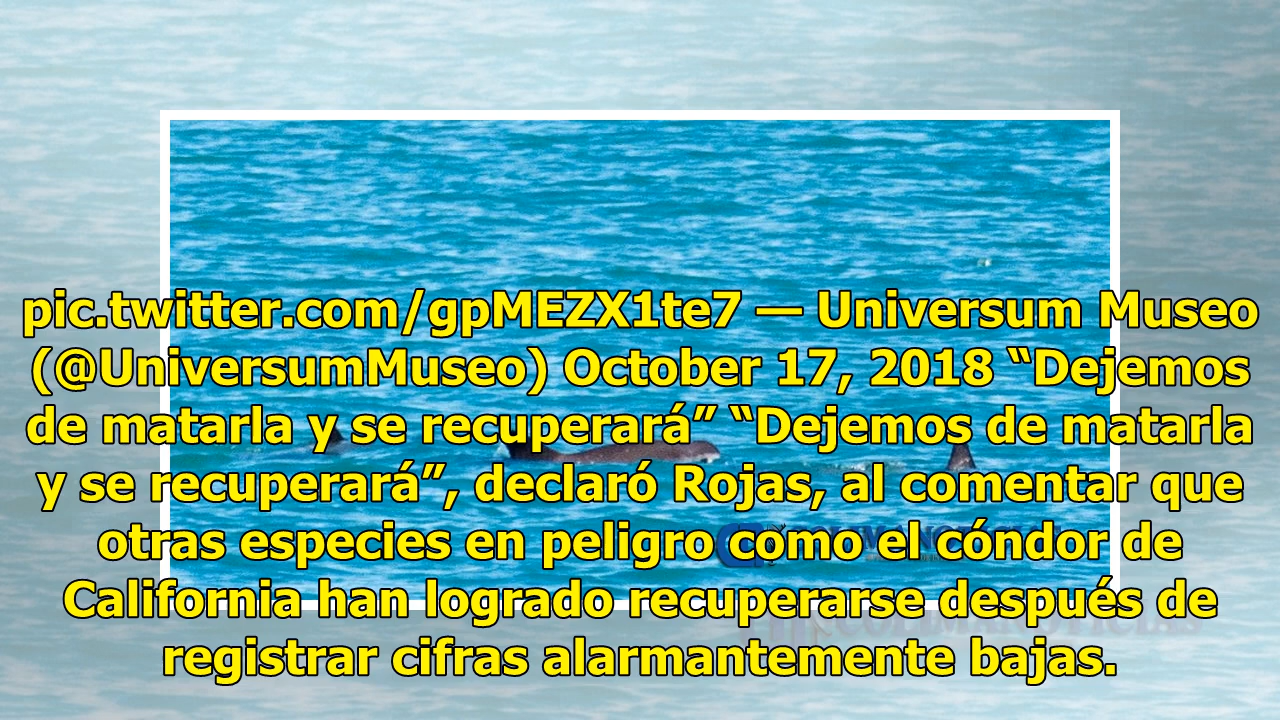 pic.twitter.com/gpMEZX1te7 — Universum Museo
(@UniversumMuseo) October 17, 2018 “Dejemos
de matarla y se recuperará” “Dejemos de matarla
y se recuperará”, declaró Rojas, al comentar que
otras especies en peligro como el cóndor de
California han logrado recuperarse después de
registrar cifras alarmantemente bajas.